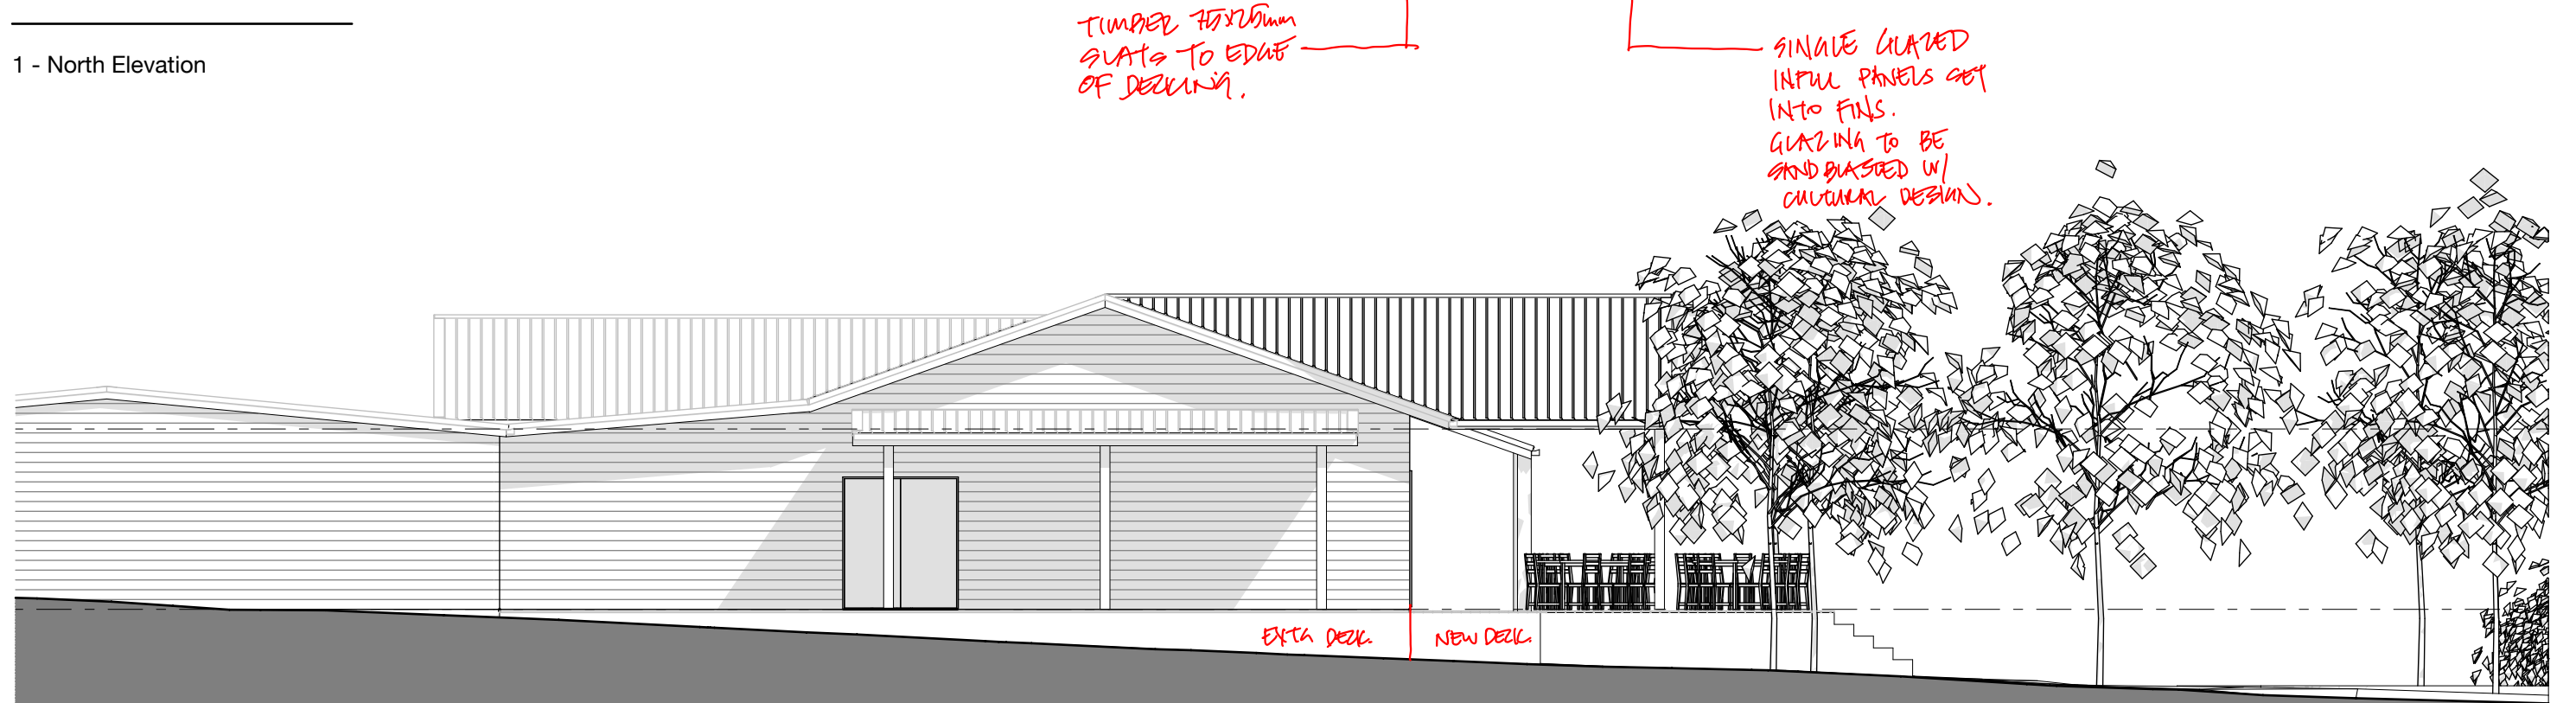 1 - North Elevation
TIMBER 75x25mm
SLATS TO EDGE
OF DECKING.
SINGLE GLAZED
INFILL PANELS SET
INTO FINS.
GLAZING TO BE
SANDBLASTED W/
CULTURAL DESIGN.
EXTG DECK.
NEW DECK.